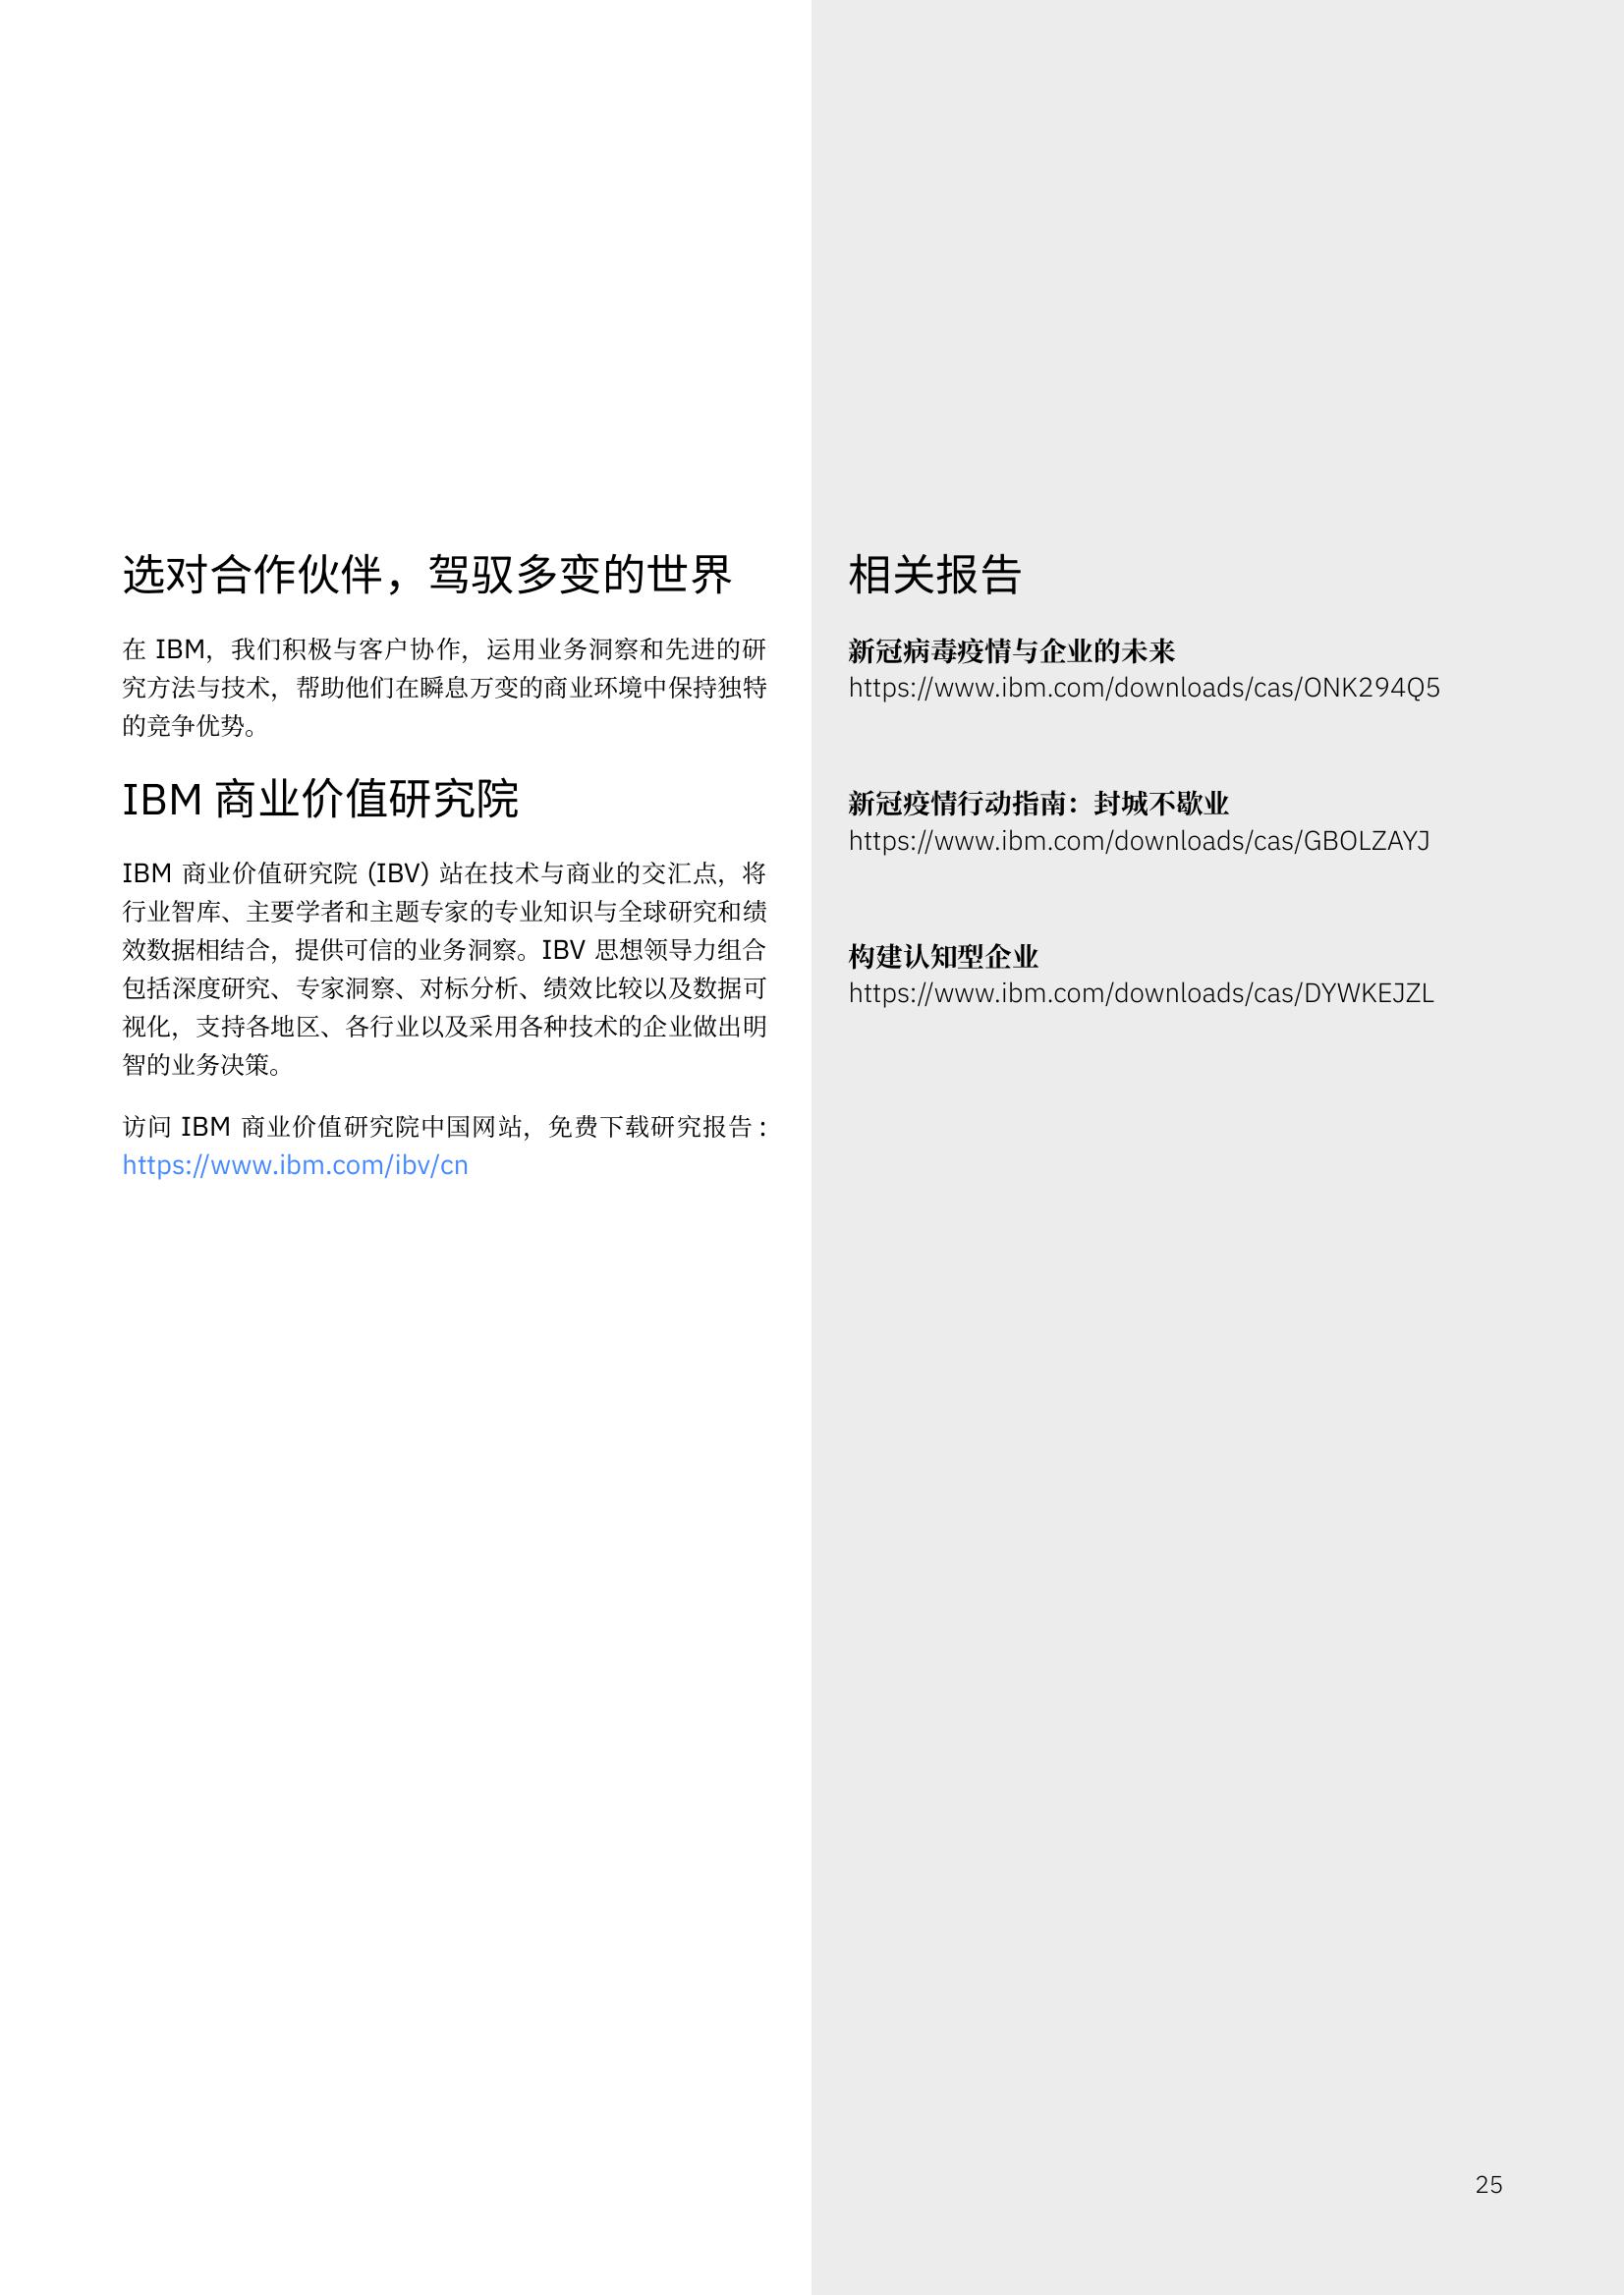 选对合作伙伴，驾驭多变的世界
在 IBM，我们积极与客户协作，运用业务洞察和先进的研
究方法与技术，帮助他们在瞬息万变的商业环境中保持独特
的竞争优势。
IBM 商业价值研究院
IBM 商业价值研究院 (IBV) 站在技术与商业的交汇点，将
行业智库、主要学者和主题专家的专业知识与全球研究和绩
效数据相结合，提供可信的业务洞察。IBV 思想领导力组合
包括深度研究、专家洞察、对标分析、绩效比较以及数据可
视化，支持各地区、各行业以及采用各种技术的企业做出明
智的业务决策。
访问 IBM 商业价值研究院中国网站，免费下载研究报告：
https://www.ibm.com/ibv/cn
相关报告
新冠病毒疫情与企业的未来
https://www.ibm.com/downloads/cas/ONK294Q5
新冠疫情行动指南：封城不歇业
https://www.ibm.com/downloads/cas/GBOLZAYJ
构建认知型企业
https://www.ibm.com/downloads/cas/DYWKEJZL
25